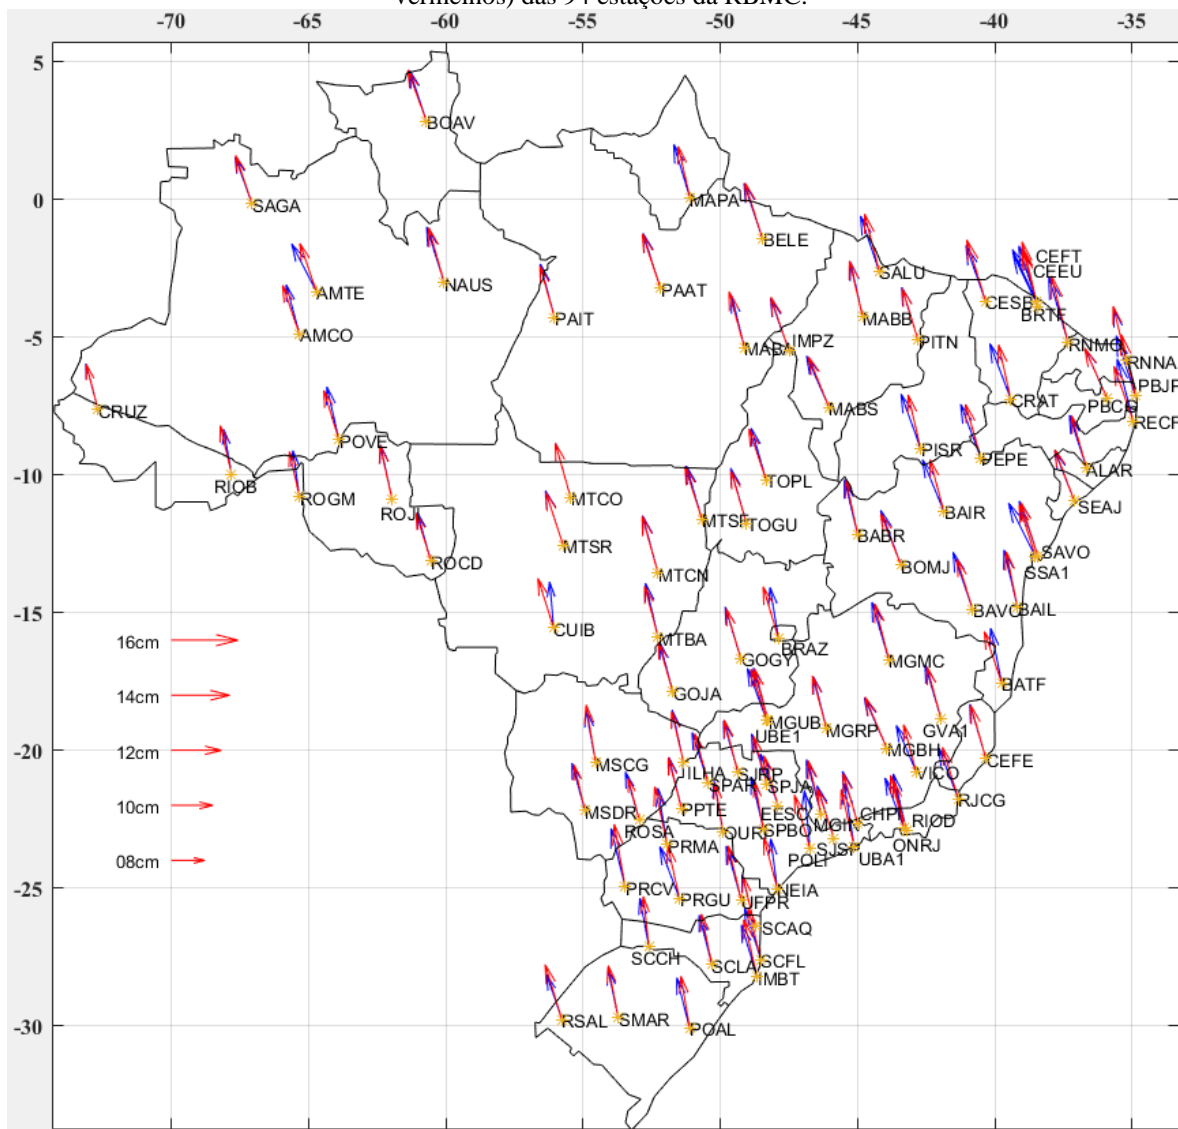 vermelhos) das 94 estações da RBMC.
-70 -65 -60 -55 -50 -45 -40 -35
5
BOAV
0
SAGA
MAPA
BELE
CEFT
CEEU
SALU
AMTE
NAUS
PAAT
CESB
BRTF
PAIT
MABB
AMCO
-5
IMPZ
PITN
RNMO
MABA
RNNA
CRUZ
MABS
CRAT
PBCG
PBJP
RECF
POVE
PISR
PEPE
ALAR
-10
RIOB
ROGM
ROJI
MTCO
TOPL
MTSF
TOGU
BAIR
SEAJ
MTSR
BABR
SAVO
ROCD
MTCN
BOMJ
SSA1
BAVC
BAIL
-15
CUIB
MTBA
BRAZ
16cm
GOGY
MGMC
BATF
14cm
GOJA
MGUB
MGRP
GVA1
UBE1
12cm
-20
MGBH
CEFE
MSCG
ILHA
SJRP
SPAR
SPJA
VICO
RJCG
10cm
MSDR
PPTE
EESC
CHPI
ROSA
OURI
SPBO
MGIN
RIOD
PRMA
ONRJ
08cm
POLI
SJSP
UBA1
PRCV
PRGU
NEIA
-25
UFPR
SCAQ
SCCH
SCLA
SCFL
IMBT
-30
RSAL
SMAR
POAL